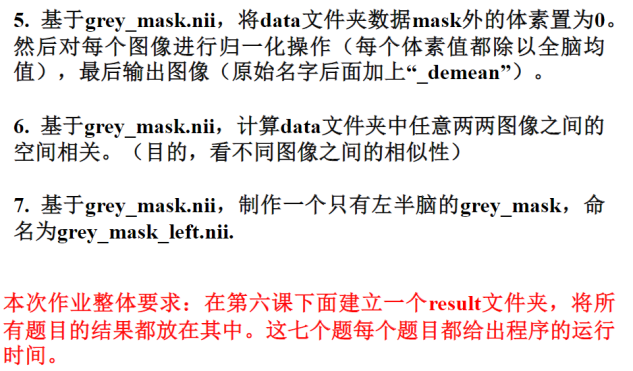 5. 基于grey_mask.nii，将data文件夹数据mask外的体素置为0。
然后对每个图像进行归一化操作（每个体素值都除以全脑均
值），最后输出图像（原始名字后面加上“_demean”）。
6. 基于grey_mask.nii，计算data文件夹中任意两两图像之间的
空间相关。（目的，看不同图像之间的相似性）
7. 基于grey_mask.nii，制作一个只有左半脑的grey_mask，命
名为grey_mask_left.nii.
本次作业整体要求：在第六课下面建立一个result文件夹，将所
有题目的结果都放在其中。这七个题每个题目都给出程序的运行
时间。